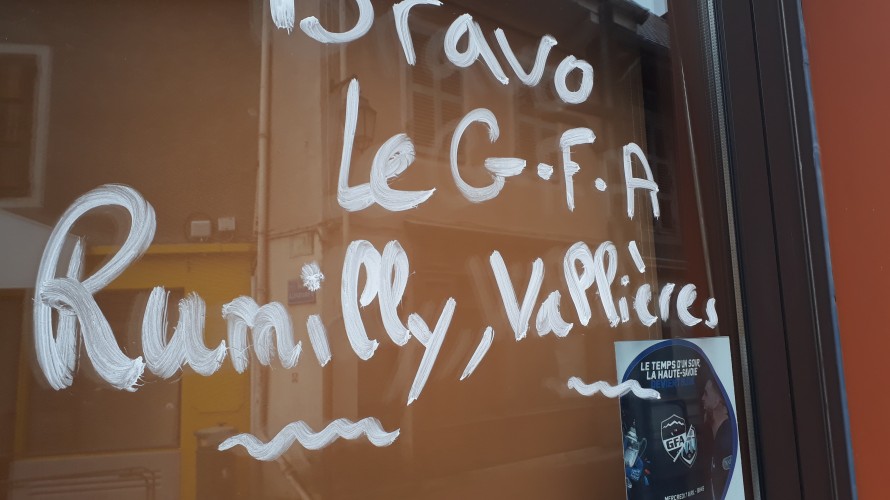 Bravo
Le G.F.A
Rumilly, Vallières
LE TEMPS D'UN SOIR
LA HAUTE-SAVOIE
GFA